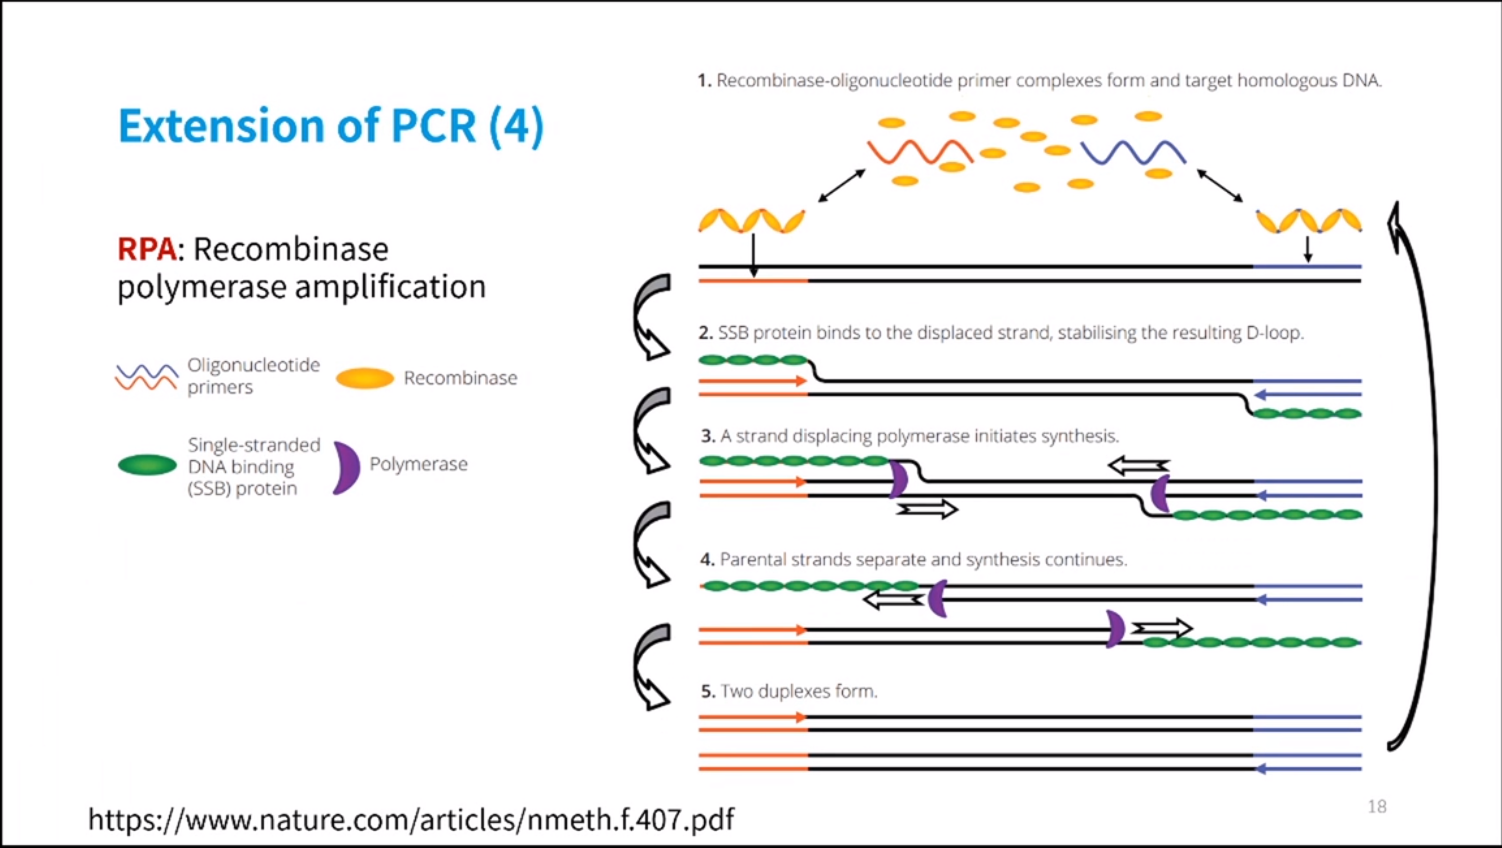 Extension of PCR (4)
RPA: Recombinase
polymerase amplification
Oligonucleotide
primers
Recombinase
Single-stranded
DNA binding
(SSB) protein
Polymerase
1. Recombinase-oligonucleotide primer complexes form and target homologous DNA.
2. SSB protein binds to the displaced strand, stabilising the resulting D-loop.
3. A strand displacing polymerase initiates synthesis.
4. Parental strands separate and synthesis continues.
5. Two duplexes form.
https://www.nature.com/articles/nmeth.f.407.pdf
18